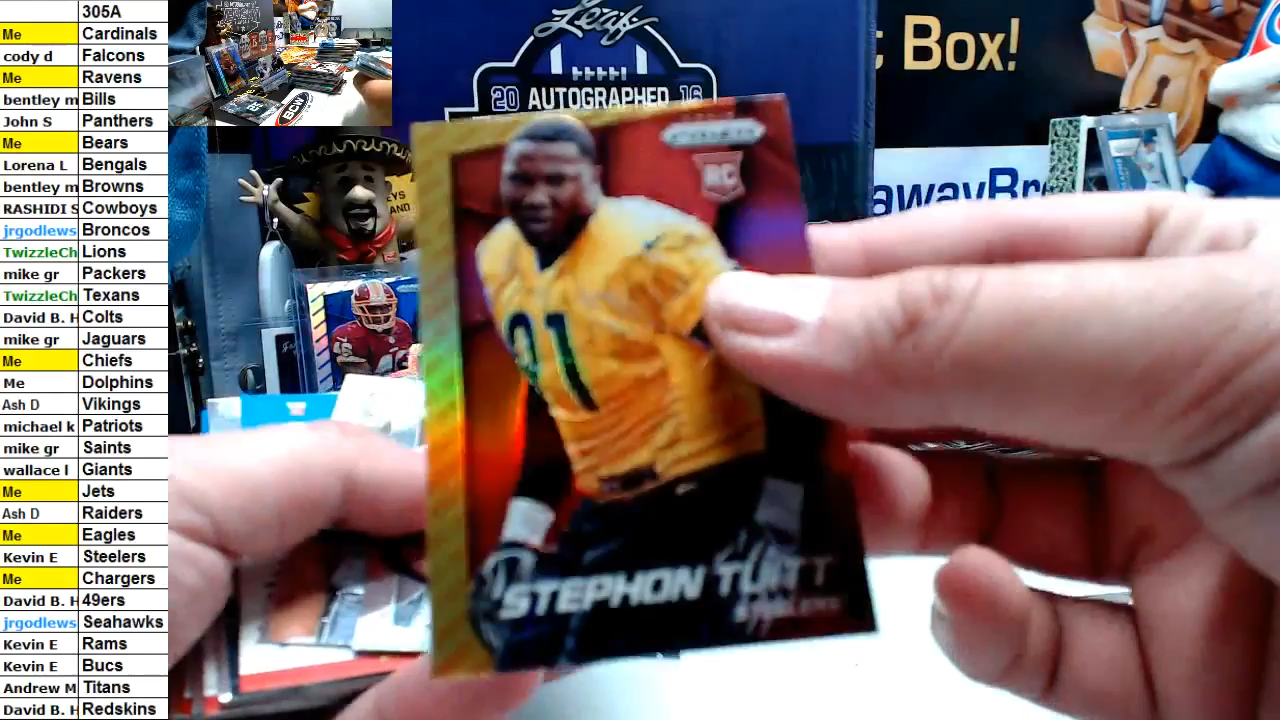 305A
Me Cardinals
cody d Falcons
Me Ravens
bentley m Bills
John S Panthers
Me Bears
Lorena L Bengals
bentley m Browns
RASHIDI S Cowboys
jrgodlews Broncos
TwizzleCh Lions
mike gr Packers
TwizzleCh Texans
David B. H Colts
mike gr Jaguars
Me Chiefs
Me Dolphins
Ash D Vikings
michael k Patriots
mike gr Saints
wallace l Giants
Me Jets
Ash D Raiders
Me Eagles
Kevin E Steelers
Me Chargers
David B. H 49ers
jrgodlews Seahawks
Kevin E Rams
Kevin E Bucs
Andrew M Titans
David B. H Redskins
BCW
Leaf
20 AUTOGRAPHED 16
Box!
PRIZM
RC
91
STEPHON TUITT
STEELERS